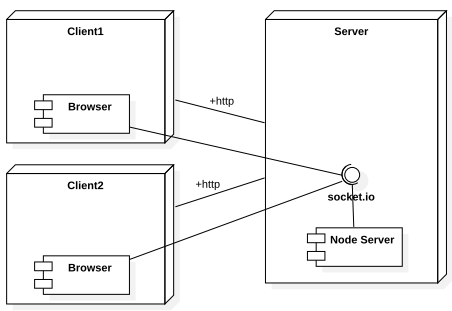 Client1
Server
Browser
+http
Client2
+http
socket.io
Browser
Node Server